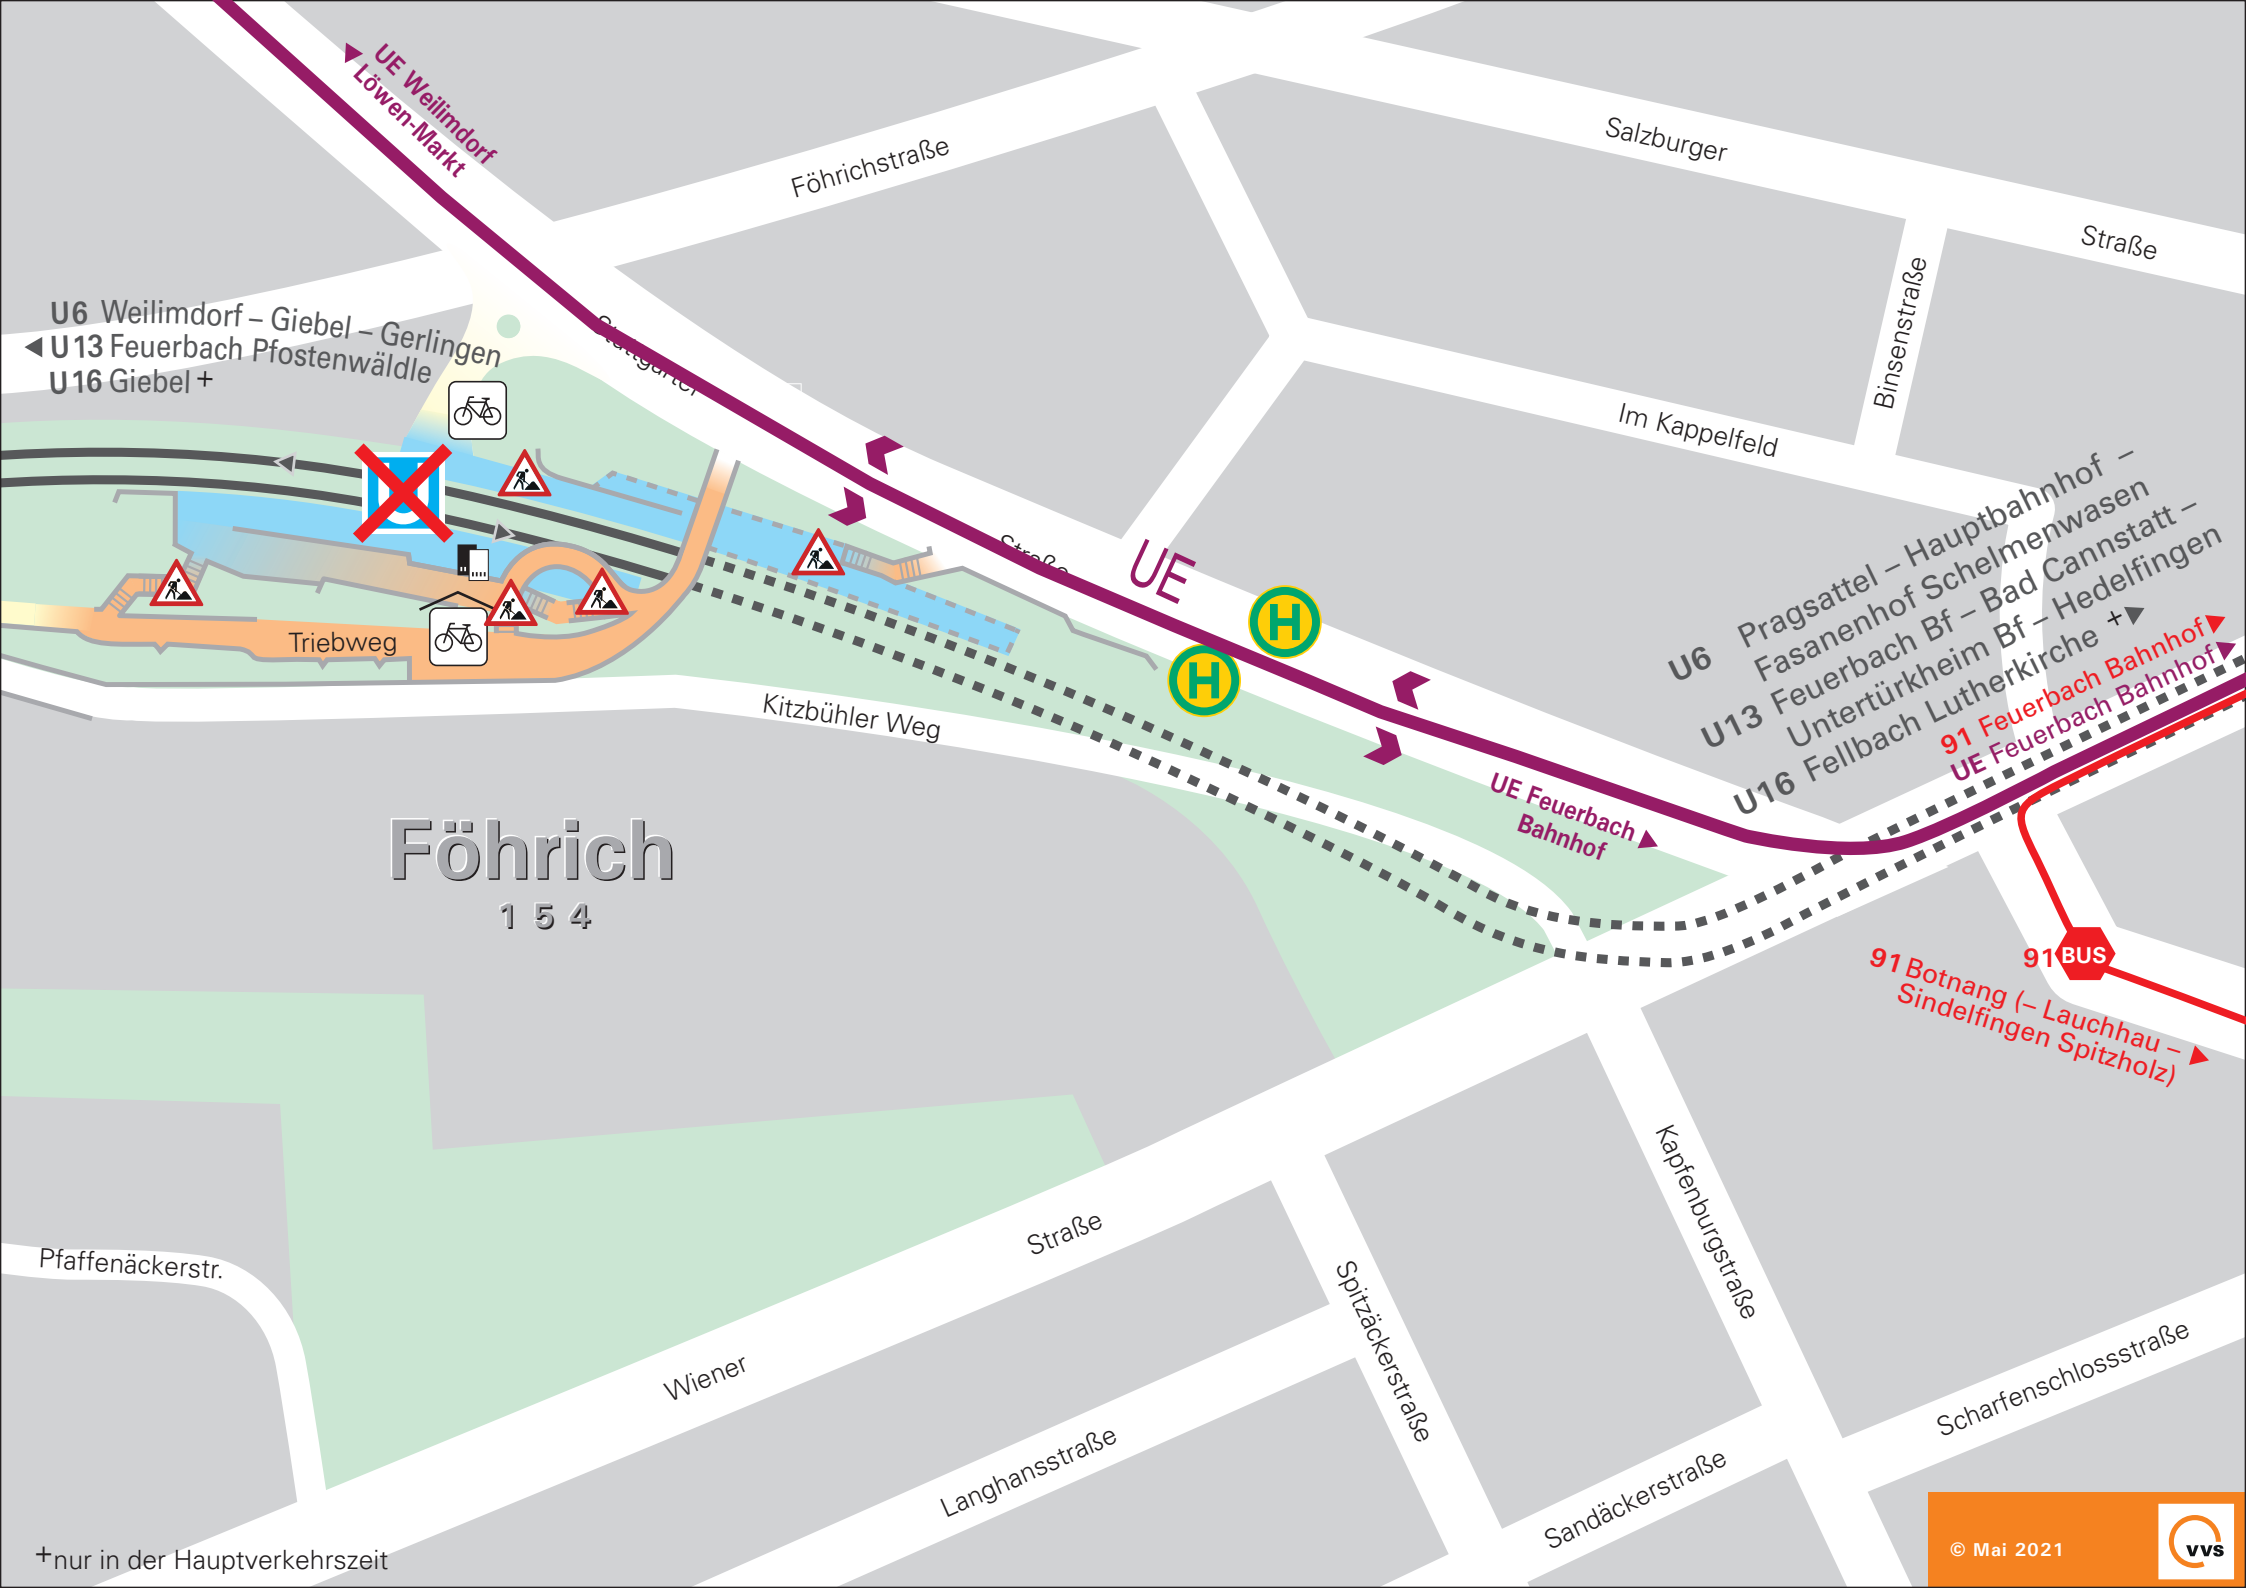 UE Weilimdorf
Löwen-Markt
Föhrichstraße
Salzburger
Straße
Binsenstraße
Im Kappelfeld
U6 Weilimdorf – Giebel – Gerlingen
U13 Feuerbach Pfostenwäldle
U16 Giebel +
Stuttgarter
Straße
UE
H
H
U6 Pragsattel – Hauptbahnhof –
Fasanenhof Schelmenwasen
U13 Feuerbach Bf – Bad Cannstatt –
Untertürkheim Bf – Hedelfingen
U16 Fellbach Lutherkirche +
91 Feuerbach Bahnhof
UE Feuerbach Bahnhof
Triebweg
Kitzbühler Weg
UE Feuerbach
Bahnhof
Föhrich
154
91 BUS
91 Botnang (– Lauchhau –
Sindelfingen Spitzholz)
Kapfenburgstraße
Straße
Wiener
Pfaffenäckerstr.
Spitzäckerstraße
Langhansstraße
Sandäckerstraße
Scharfenschlossstraße
+nur in der Hauptverkehrszeit
© Mai 2021
vvs